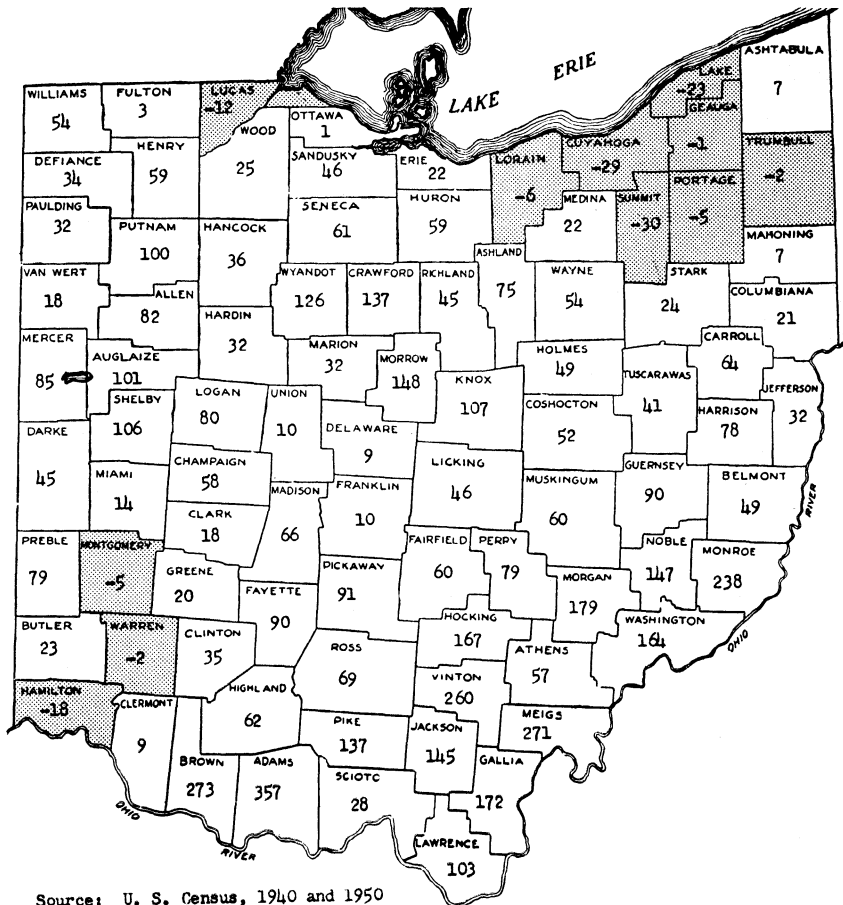 LAKE ERIE
ASHTABULA
7
LAKE
-23
GEAUGA
-1
WILLIAMS
54
FULTON
3
LUCAS
-12
OTTAWA
1
WOOD
25
HENRY
59
DEFIANCE
34
SANDUSKY
46
ERIE
22
LORAIN
-6
CUYAHOGA
-29
TRUMBULL
-2
PORTAGE
-5
SUMMIT
-30
MEDINA
22
PAULDING
32
PUTNAM
100
HANCOCK
36
SENECA
61
HURON
59
MAHONING
7
VAN WERT
18
ALLEN
82
WYANDOT
126
CRAWFORD
137
RICHLAND
45
ASHLAND
75
WAYNE
54
STARK
24
COLUMBIANA
21
MERCER
85
AUGLAIZE
101
HARDIN
32
MARION
32
MORROW
148
HOLMES
49
CARROLL
64
TUSCARAWAS
41
JEFFERSON
32
SHELBY
106
LOGAN
80
UNION
10
KNOX
107
COSHOCTON
52
HARRISON
78
DARKE
45
DELAWARE
9
MIAMI
14
CHAMPAIGN
58
LICKING
46
MUSKINGUM
60
GUERNSEY
90
BELMONT
49
CLARK
18
MADISON
66
FRANKLIN
10
PREBLE
79
MONTGOMERY
-5
GREENE
20
FAYETTE
90
PICKAWAY
91
FAIRFIELD
60
PERPY
79
MORGAN
179
NOBLE
147
MONROE
238
BUTLER
23
WARREN
-2
CLINTON
35
ROSS
69
HOCKING
167
ATHENS
57
WASHINGTON
164
HAMILTON
-18
CLERMONT
9
HIGHLAND
62
VINTON
260
MEIGS
271
BROWN
273
ADAMS
357
PIKE
137
JACKSON
145
GALLIA
172
SCIOTC
28
LAWRENCE
103
OHIO RIVER
OHIO RIVER
Source: U. S. Census, 1940 and 1950